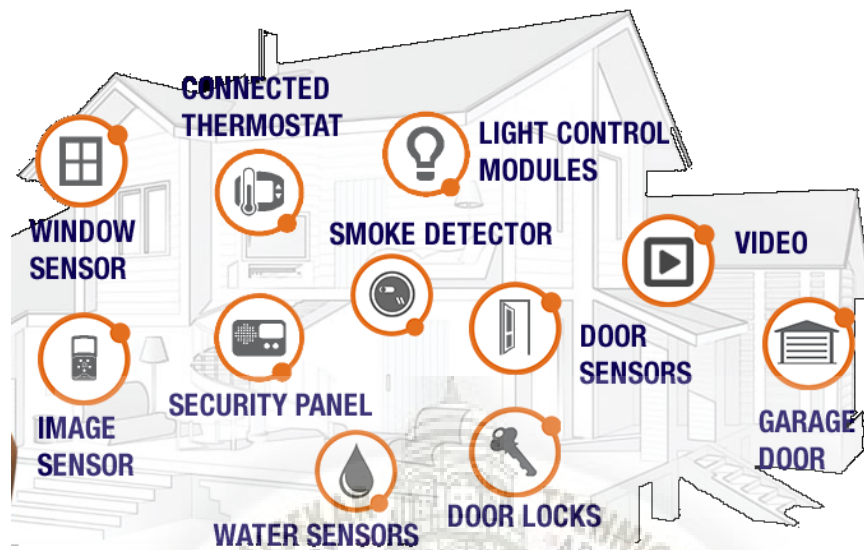 CONNECTED
THERMOSTAT
LIGHT CONTROL
MODULES
WINDOW
SENSOR
SMOKE DETECTOR
VIDEO
DOOR
SENSORS
SECURITY PANEL
IMAGE
SENSOR
GARAGE
DOOR
WATER SENSORS
DOOR LOCKS